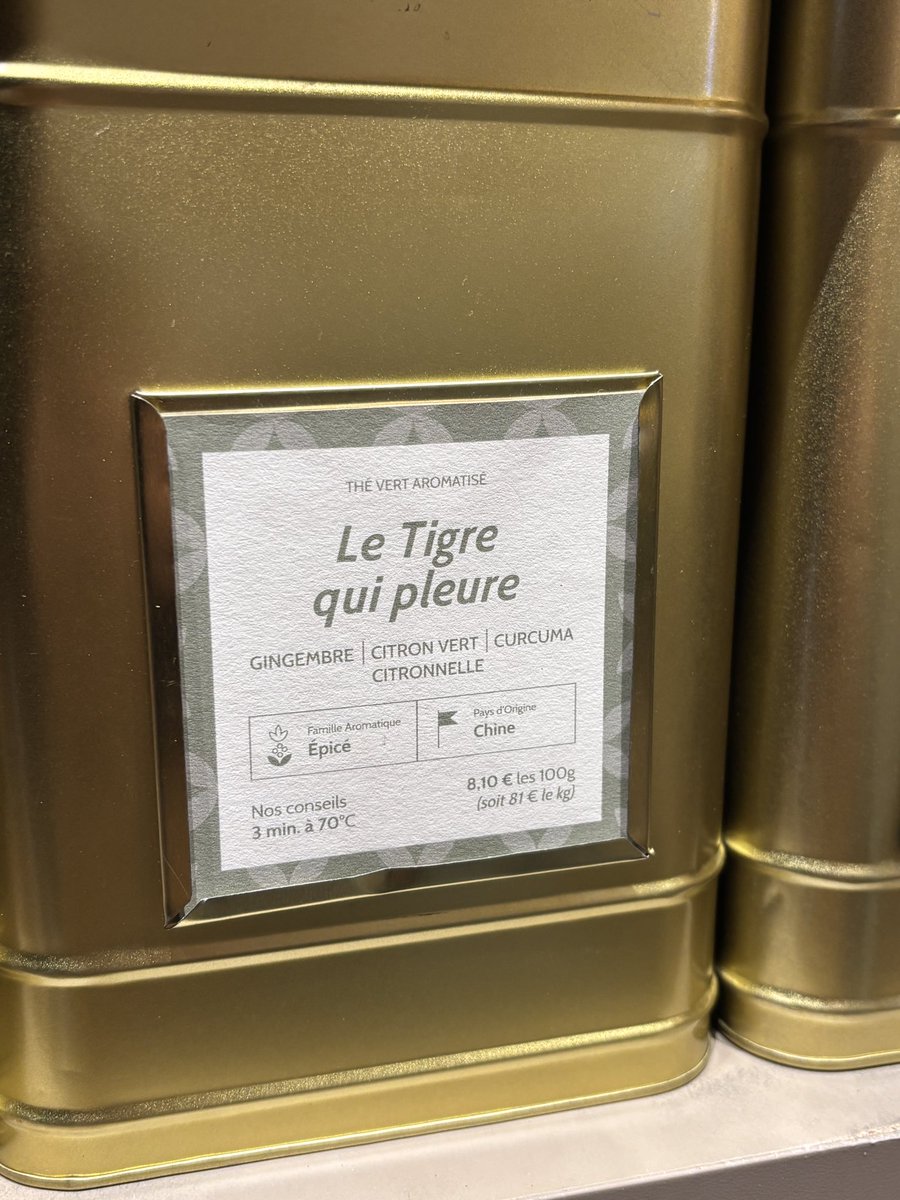 THÉ VERT AROMATISÉ
Le Tigre
qui pleure
GINGEMBRE | CITRON VERT | CURCUMA
CITRONNELLE
Famille Aromatique
Épicé
Pays d'Origine
Chine
Nos conseils
3 min. à 70°C
8,10 € les 100g
(soit 81 € le kg)